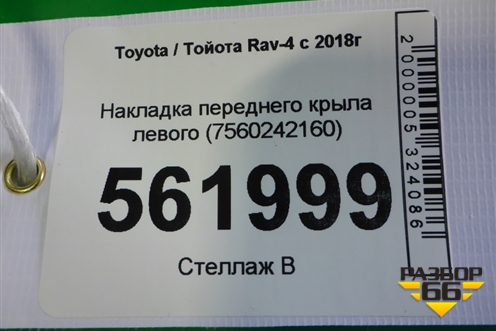 Toyota / Тойота Rav-4 с 2018г
Накладка переднего крыла
левого (7560242160)
561999
Стеллаж В
2000005324086
РАЗБОР
66